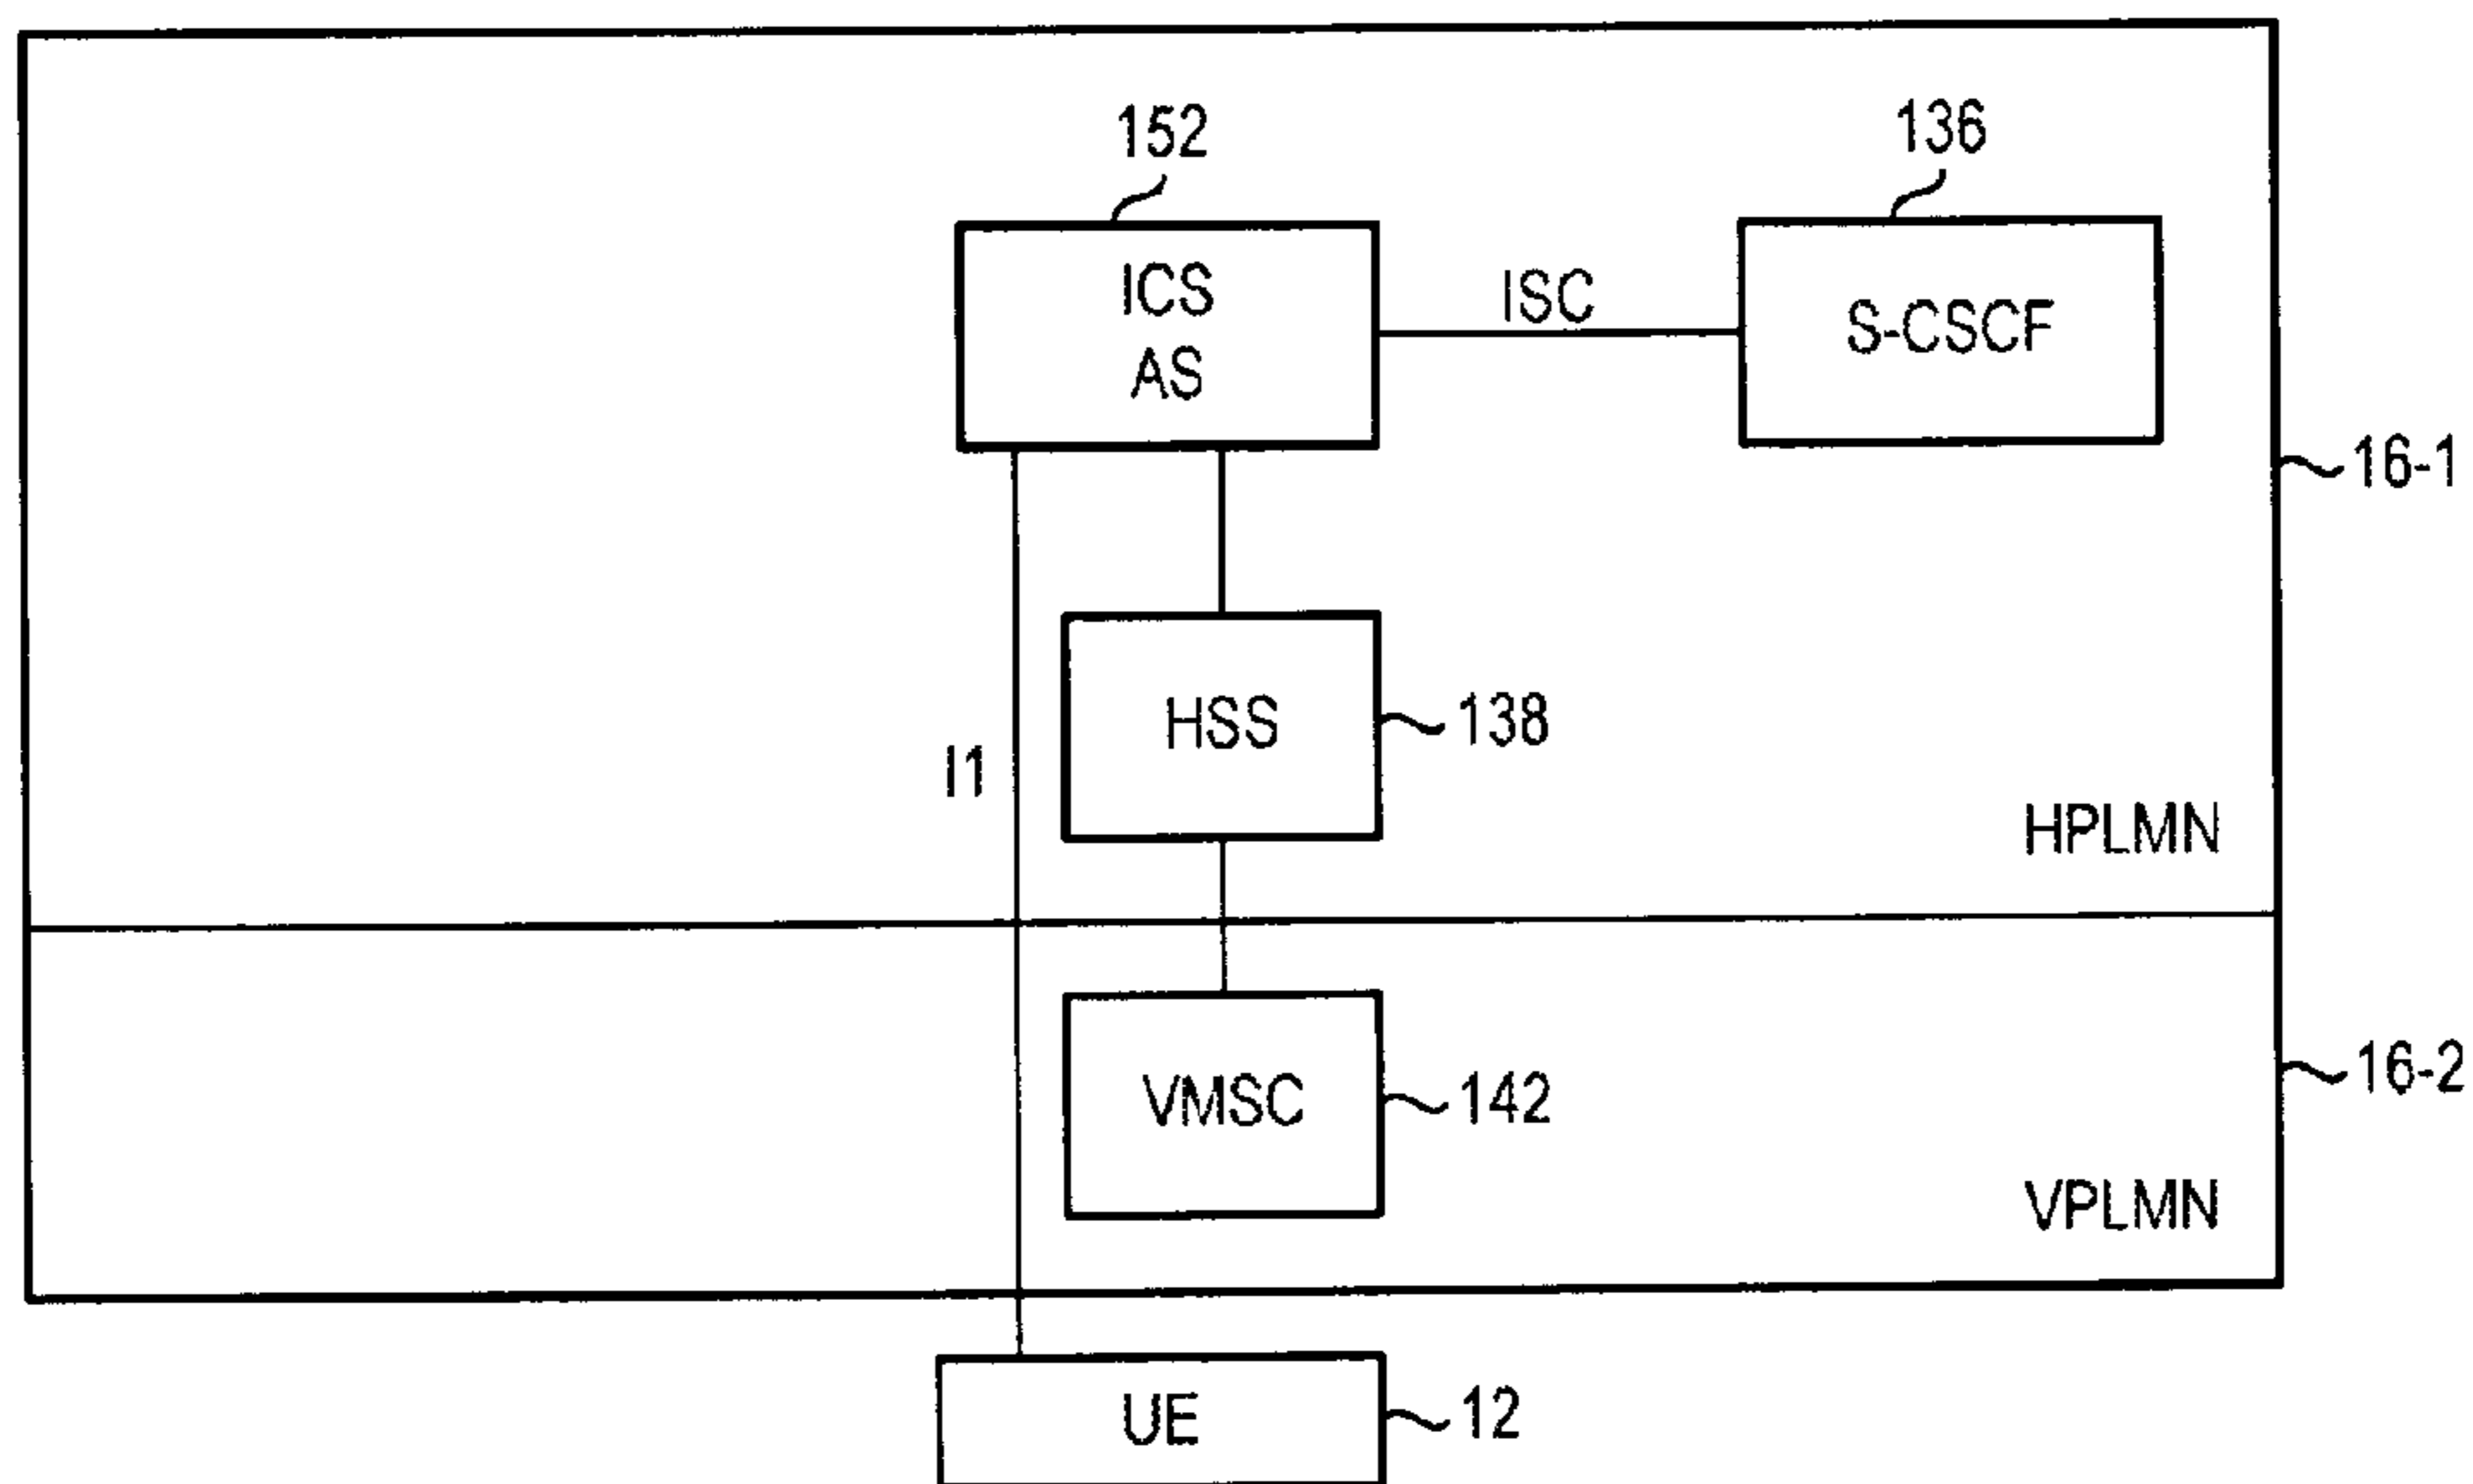 152
136
ICS
AS
ISC
S-CSCF
16-1
HSS
138
I1
HPLMN
VMSC
142
16-2
VPLMN
UE
12